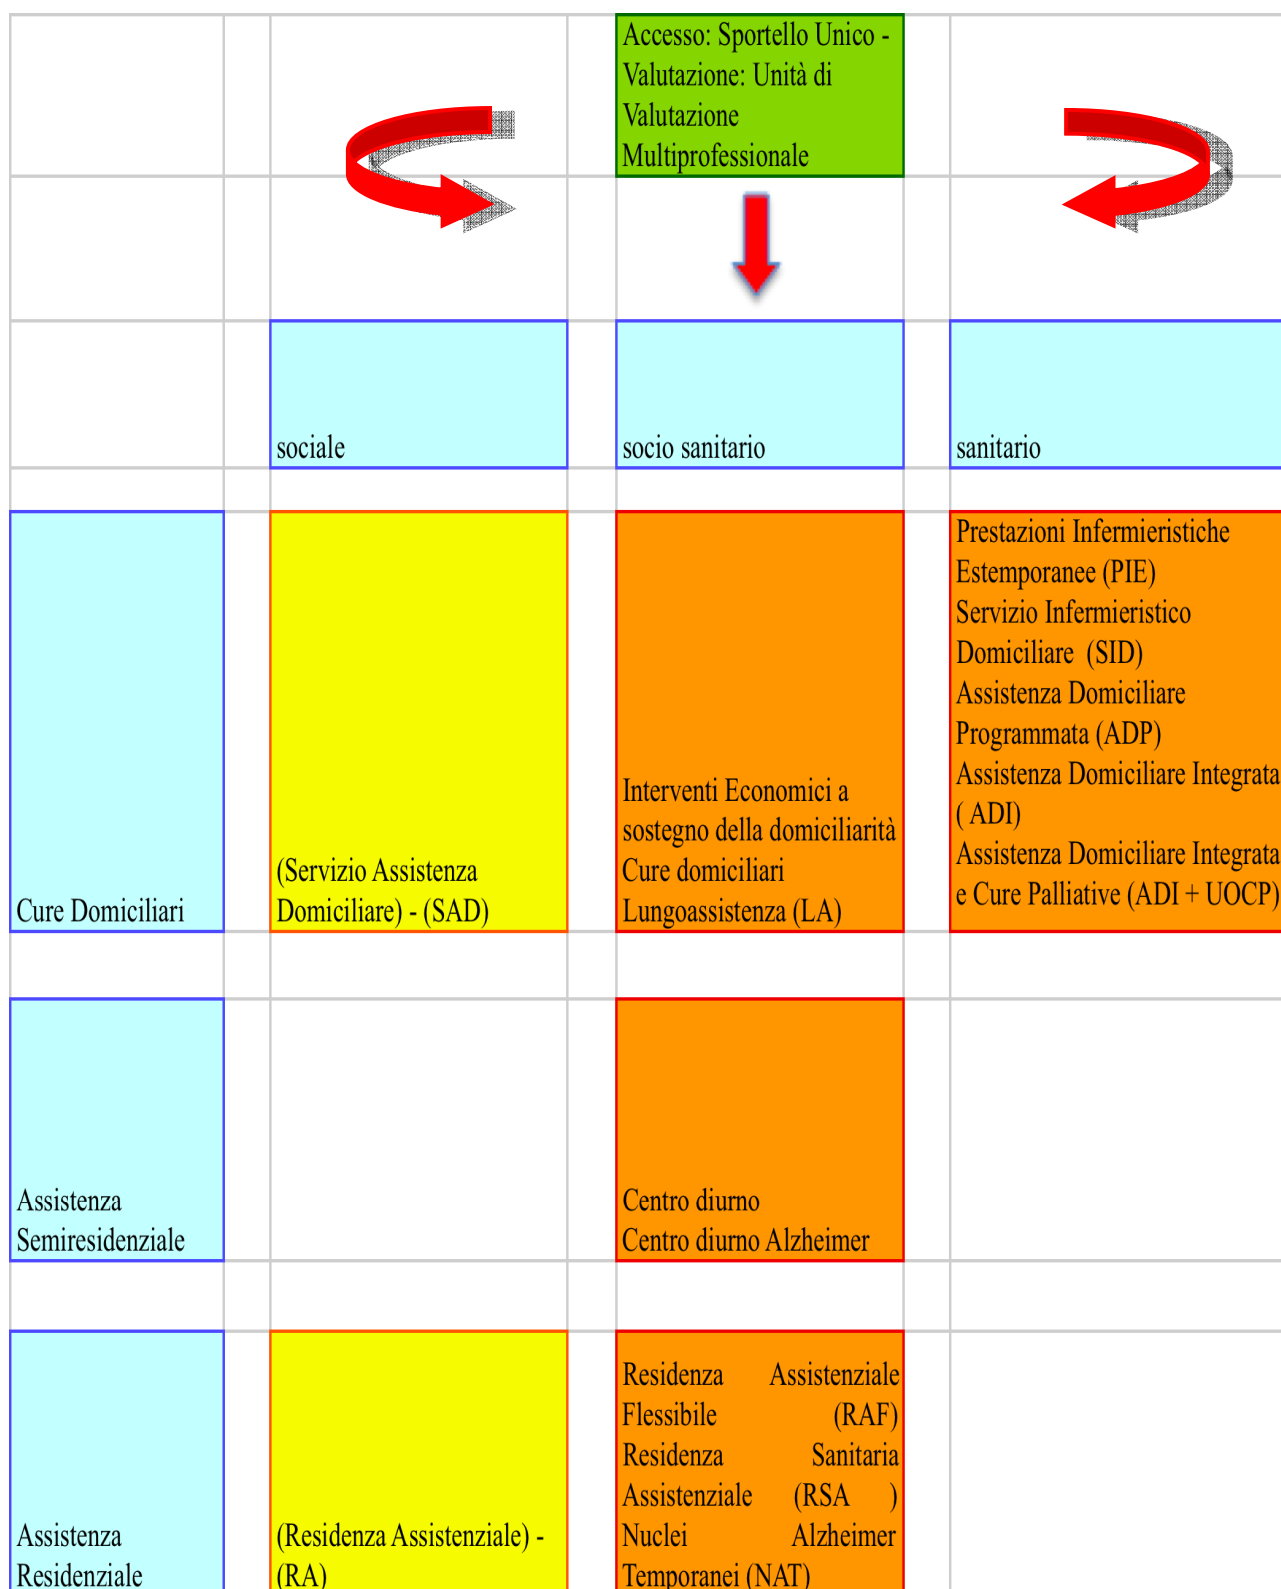 Accesso: Sportello Unico -
Valutazione: Unità di
Valutazione
Multiprofessionale
sociale
socio sanitario
sanitario
Cure Domiciliari
(Servizio Assistenza
Domiciliare) - (SAD)
Interventi Economici a
sostegno della domiciliarità
Cure domiciliari
Lungoassistenza (LA)
Prestazioni Infermieristiche
Estemporanee (PIE)
Servizio Infermieristico
Domiciliare  (SID)
Assistenza Domiciliare
Programmata (ADP)
Assistenza Domiciliare Integrata
( ADI)
Assistenza Domiciliare Integrata
e Cure Palliative (ADI + UOCP)
Assistenza
Semiresidenziale
Centro diurno
Centro diurno Alzheimer
Assistenza
Residenziale
(Residenza Assistenziale) -
(RA)
Residenza Assistenziale
Flessibile (RAF)
Residenza Sanitaria
Assistenziale (RSA )
Nuclei Alzheimer
Temporanei (NAT)